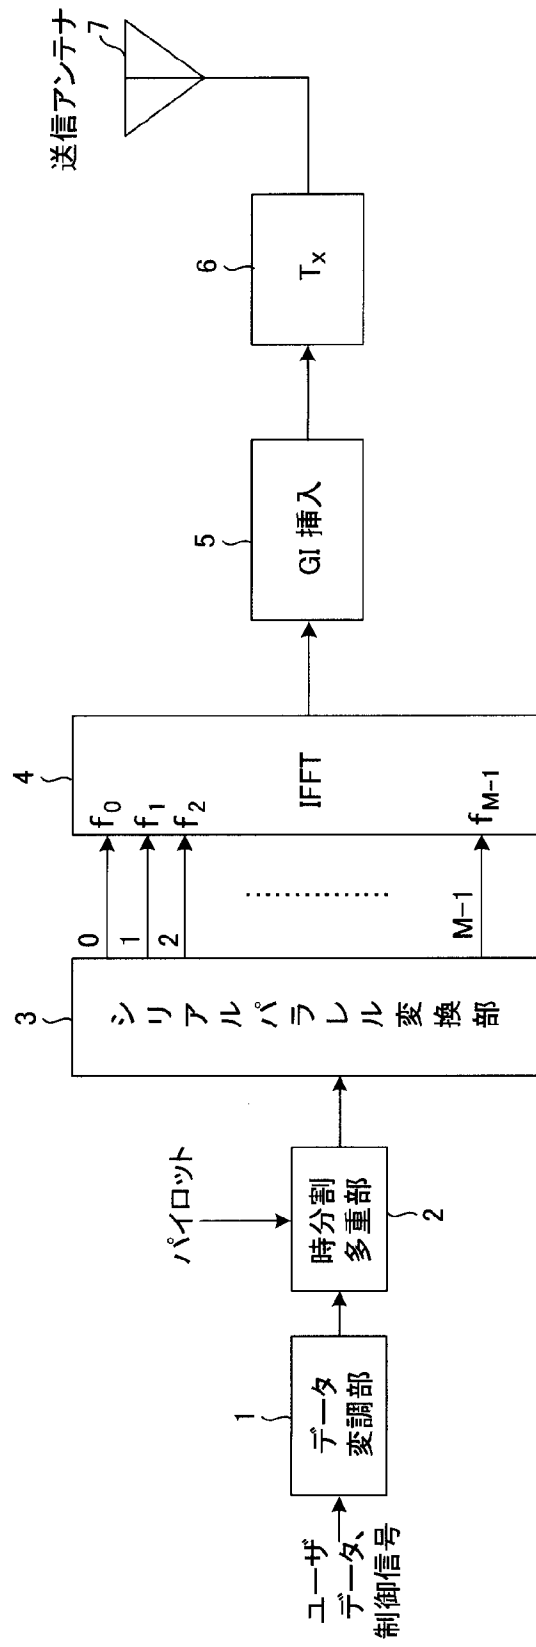 ユーザ
データ、
制御信号
1
データ
変調部
パイロット
時分割
多重部
2
3
シリアルパラレル変換部
0
1
2
M-1
4
f0
f1
f2
fM-1
IFFT
5
GI 挿入
6
Tx
送信アンテナ
7